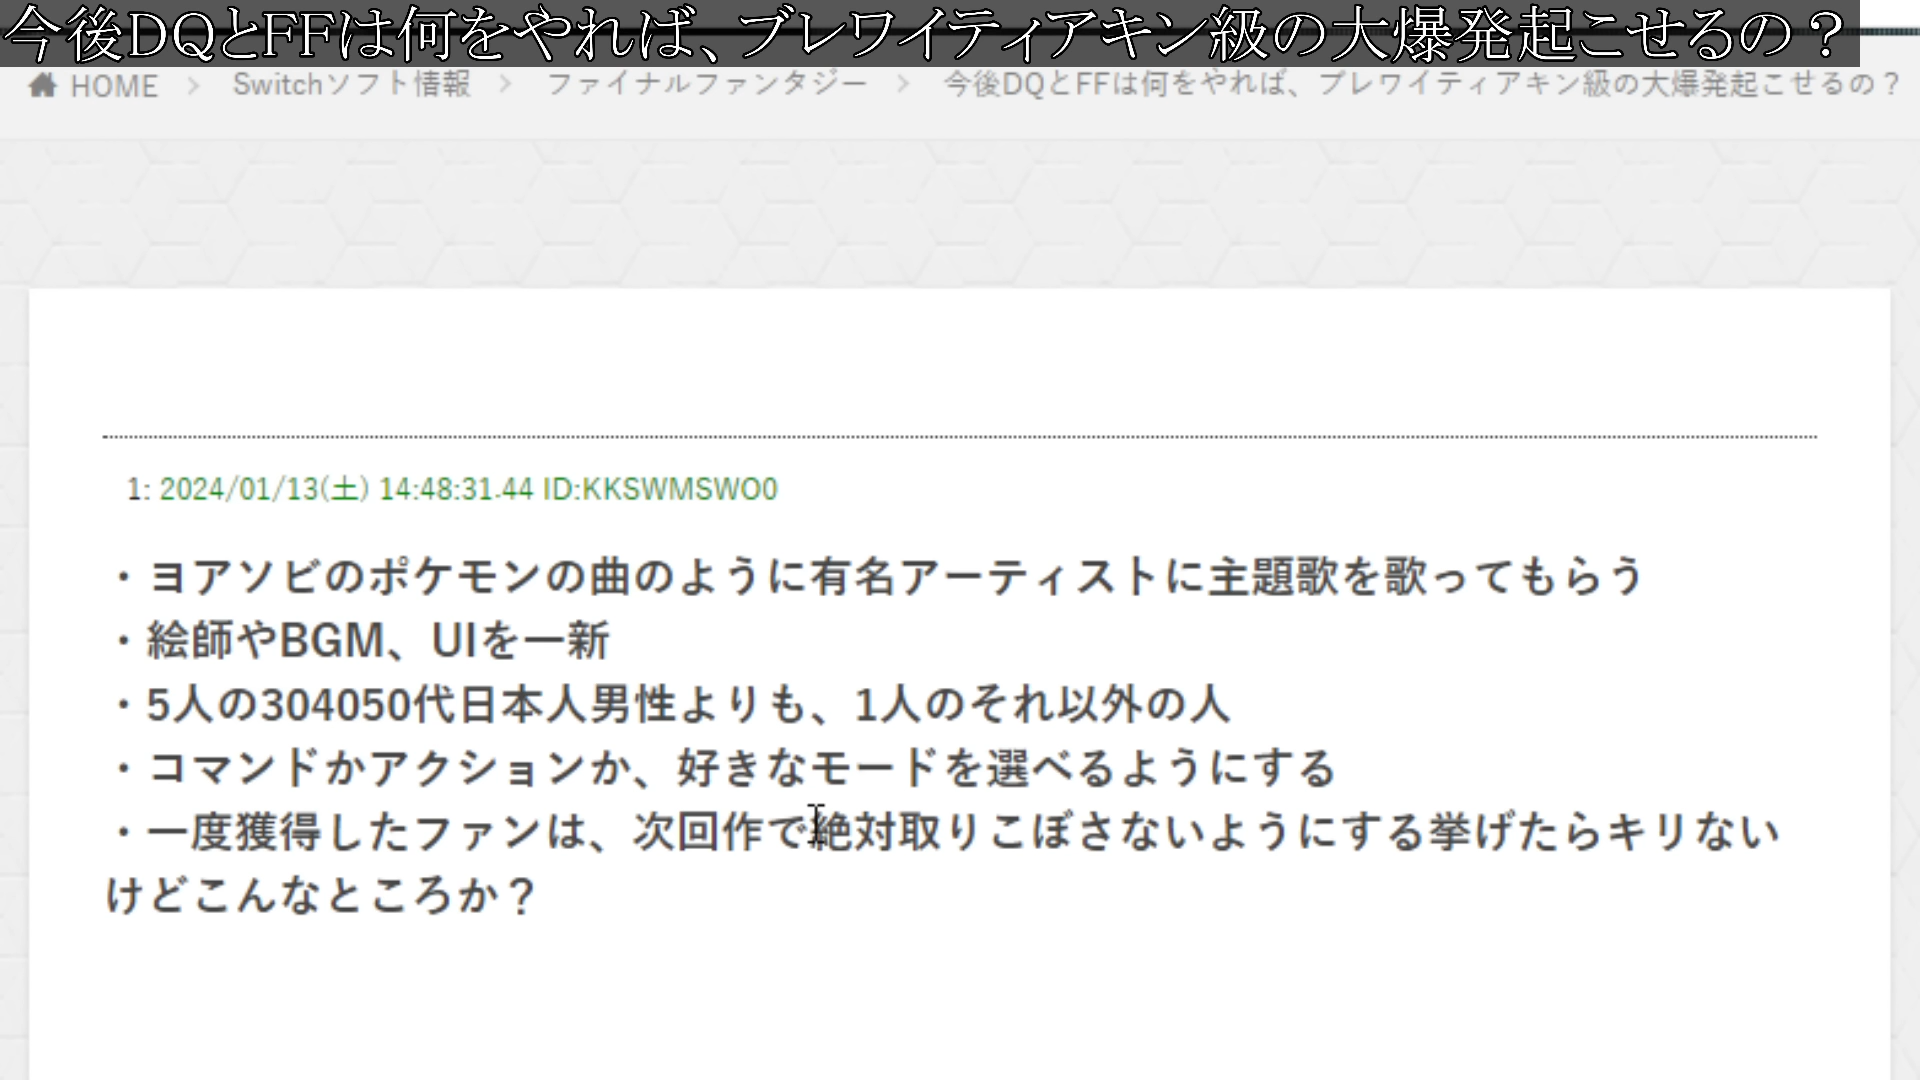 今後DQとFFは何をやれば、ブレワイティアキン級の大爆発起こせるの？
HOME > Switchソフト情報 > ファイナルファンタジー > 今後DQとFFは何をやれば、ブレワイティアキン級の大爆発起こせるの？
1: 2024/01/13(土) 14:48:31.44 ID:KKSWMSWO0
・ヨアソビのポケモンの曲のように有名アーティストに主題歌を歌ってもらう
・絵師やBGM、UIを一新
・5人の304050代日本人男性よりも、1人のそれ以外の人
・コマンドかアクションか、好きなモードを選べるようにする
・一度獲得したファンは、次回作で絶対取りこぼさないようにする挙げたらキリない
けどこんなところか？